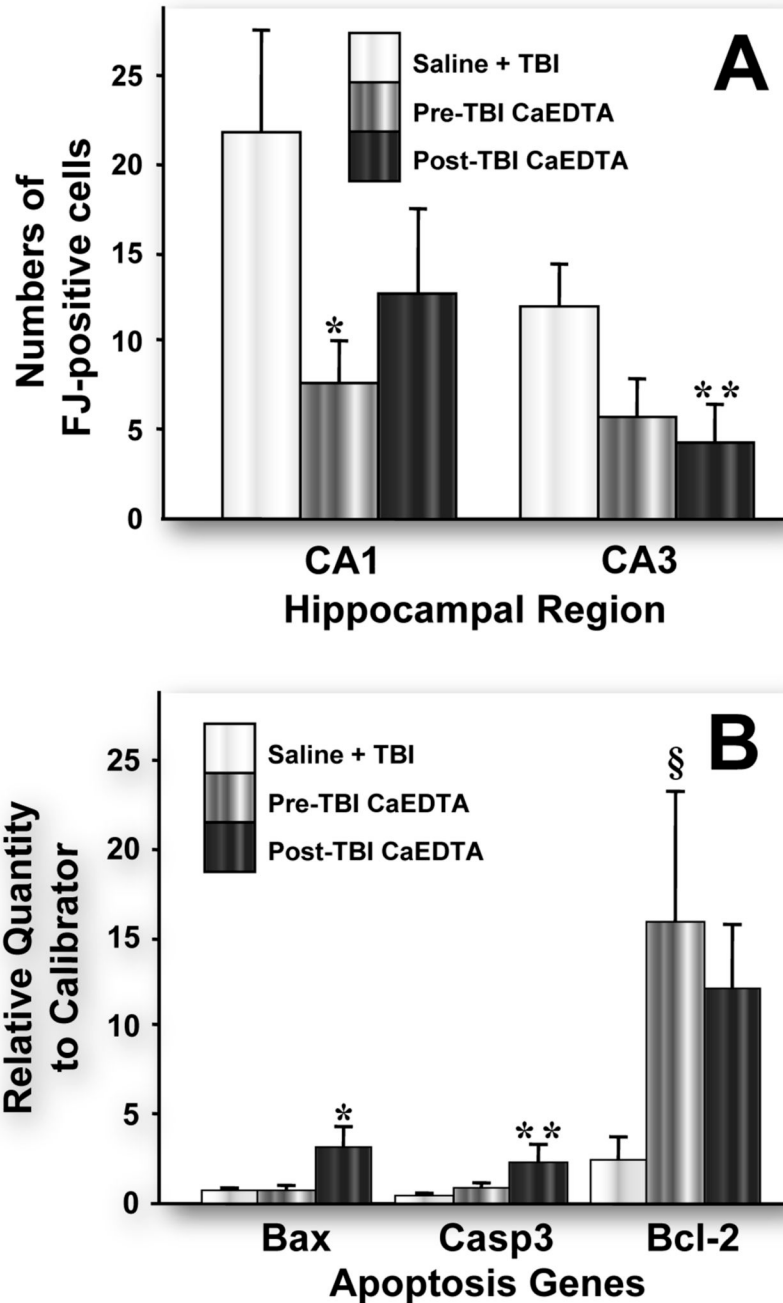 A
Saline + TBI
Pre-TBI CaEDTA
Post-TBI CaEDTA
Numbers of
FJ-positive cells
25
20
15
10
5
0
*
**
CA1 CA3
Hippocampal Region
B
Saline + TBI
Pre-TBI CaEDTA
Post-TBI CaEDTA
Relative Quantity
to Calibrator
25
20
15
10
5
0
*
**
§
Bax Casp3 Bcl-2
Apoptosis Genes